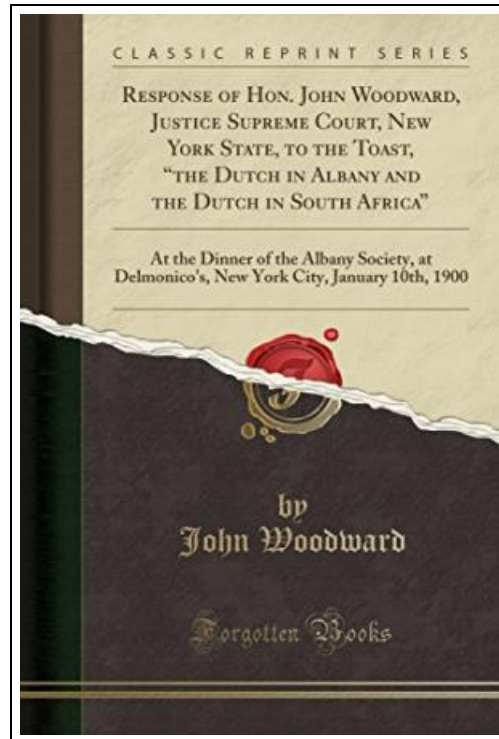 CLASSIC REPRINT SERIES
RESPONSE OF HON. JOHN WOODWARD,
JUSTICE SUPREME COURT, NEW
YORK STATE, TO THE TOAST,
“THE DUTCH IN ALBANY AND
THE DUTCH IN SOUTH AFRICA”
At the Dinner of the Albany Society, at
Delmonico's, New York City, January 10th, 1900
by
John Woodward
Forgotten Books